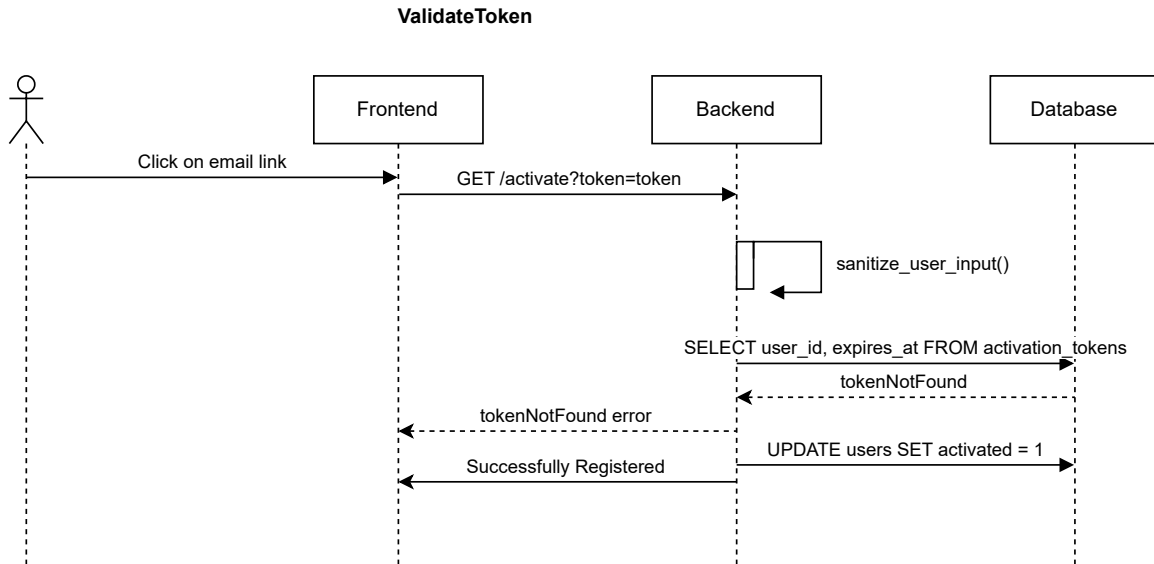 ValidateToken
Frontend
Backend
Database
Click on email link
GET /activate?token=token
sanitize_user_input()
SELECT user_id, expires_at FROM activation_tokens
tokenNotFound
tokenNotFound error
UPDATE users SET activated = 1
Successfully Registered